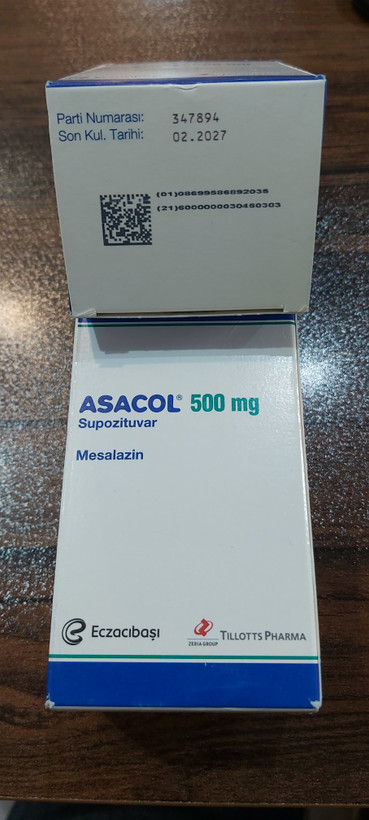 Parti Numarası: 347894
Son Kul. Tarihi: 02.2027
(01)08699586892035
(21)6000000030460303
ASACOL® 500 mg
Supozituvar
Mesalazin
Eczacıbaşı
ZERIA GROUP
TILLOTTS PHARMA